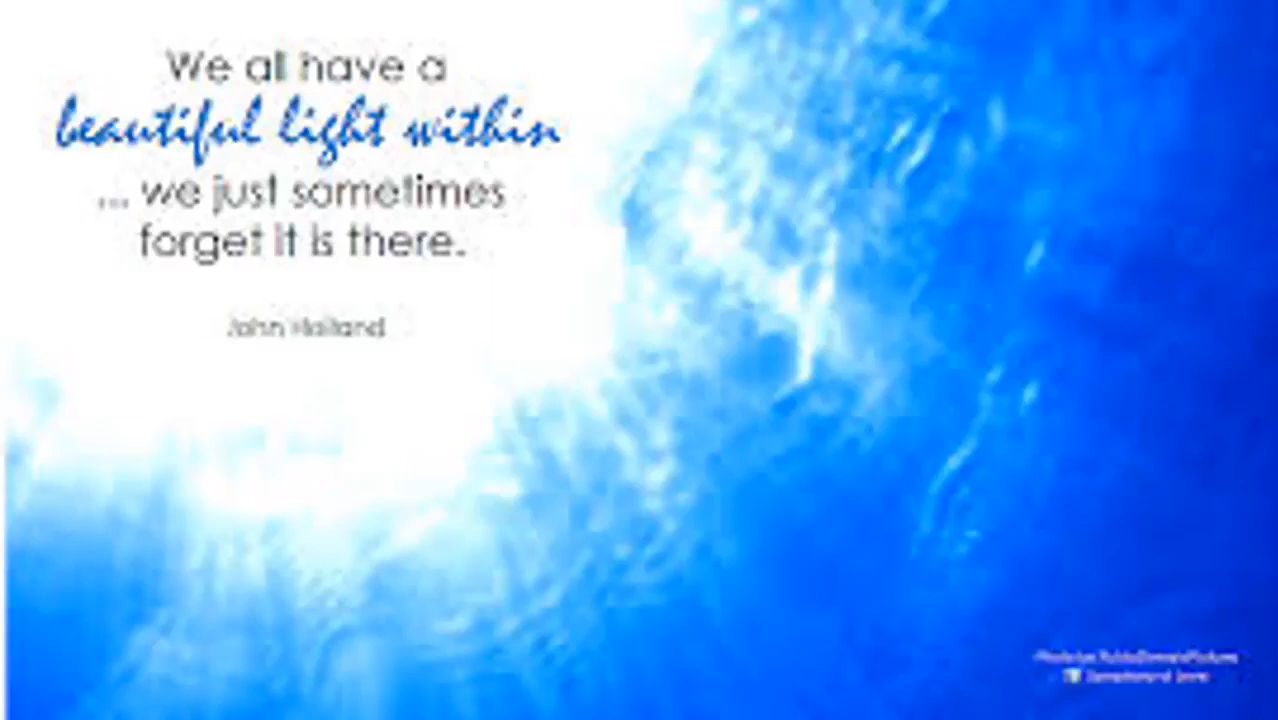 We all have a
beautiful light within
... we just sometimes
forget it is there.
John Holland